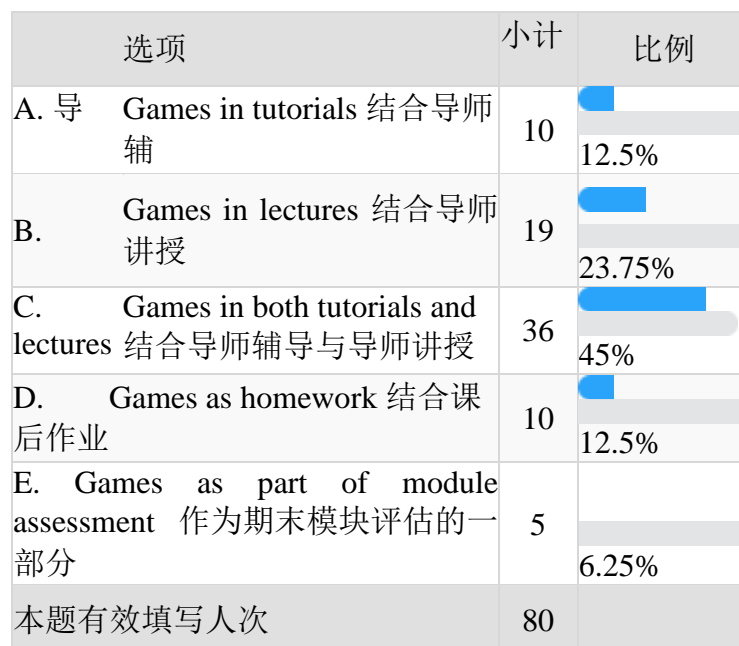 选项 小计 比例
A. 导 Games in tutorials 结合导师
辅 10 12.5%
B. Games in lectures 结合导师
讲授 19 23.75%
C. Games in both tutorials and
lectures 结合导师辅导与导师讲授 36 45%
D. Games as homework 结合课
后作业 10 12.5%
E. Games as part of module
assessment 作为期末模块评估的一
部分 5 6.25%
本题有效填写人次 80